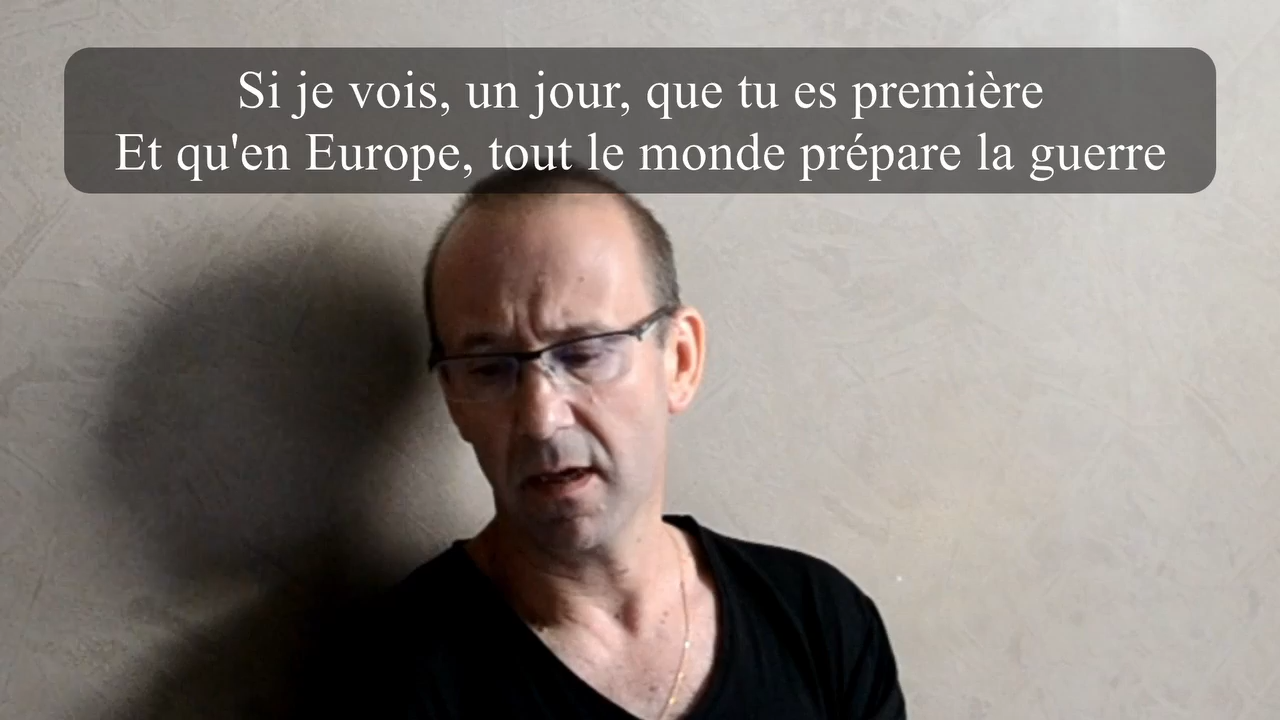 Si je vois, un jour, que tu es première
Et qu'en Europe, tout le monde prépare la guerre